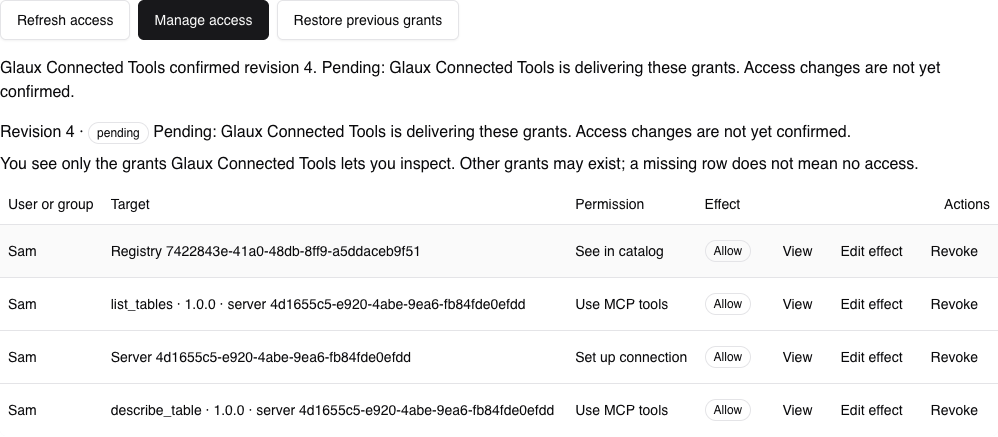 Refresh access Manage access Restore previous grants
Glaux Connected Tools confirmed revision 4. Pending: Glaux Connected Tools is delivering these grants. Access changes are not yet
confirmed.
Revision 4 · pending Pending: Glaux Connected Tools is delivering these grants. Access changes are not yet confirmed.
You see only the grants Glaux Connected Tools lets you inspect. Other grants may exist; a missing row does not mean no access.
User or group Target Permission Effect Actions
Sam Registry 7422843e-41a0-48db-8ff9-a5ddaceb9f51 See in catalog Allow View Edit effect Revoke
Sam list_tables · 1.0.0 · server 4d1655c5-e920-4abe-9ea6-fb84fde0efdd Use MCP tools Allow View Edit effect Revoke
Sam Server 4d1655c5-e920-4abe-9ea6-fb84fde0efdd Set up connection Allow View Edit effect Revoke
Sam describe_table · 1.0.0 · server 4d1655c5-e920-4abe-9ea6-fb84fde0efdd Use MCP tools Allow View Edit effect Revoke